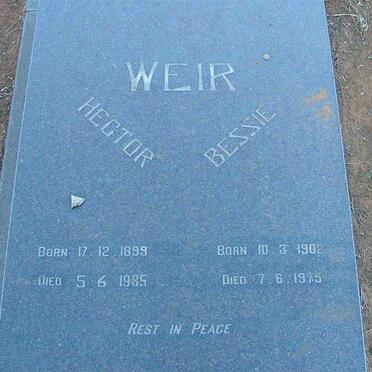 WEIR
HECTOR BESSIE
BORN 17.12.1899 BORN 10.3.1902
DIED 5.6.1985 DIED 7.6.1975
REST IN PEACE